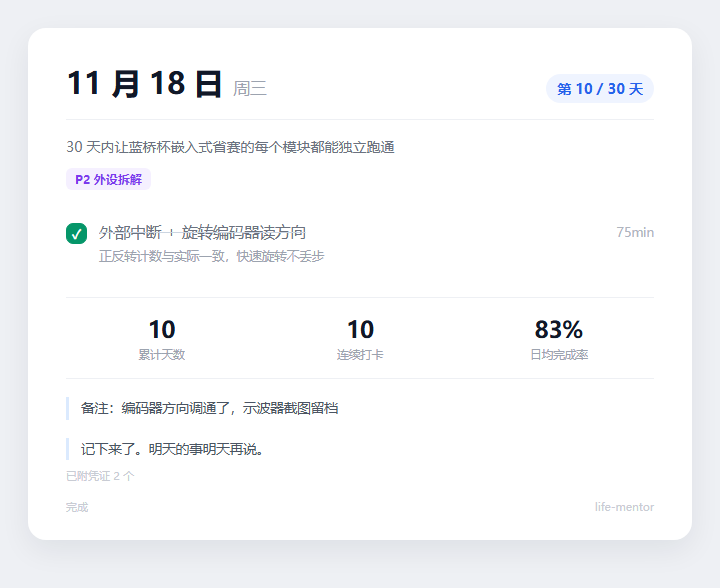 11 月 18 日 周三
第 10 / 30 天
30 天内让蓝桥杯嵌入式省赛的每个模块都能独立跑通
P2 外设拆解
外部中断 + 旋转编码器读方向
75min
正反转计数与实际一致，快速旋转不丢步
10
累计天数
10
连续打卡
83%
日均完成率
备注：编码器方向调通了，示波器截图留档
记下来了。明天的事明天再说。
已附凭证 2 个
完成
life-mentor